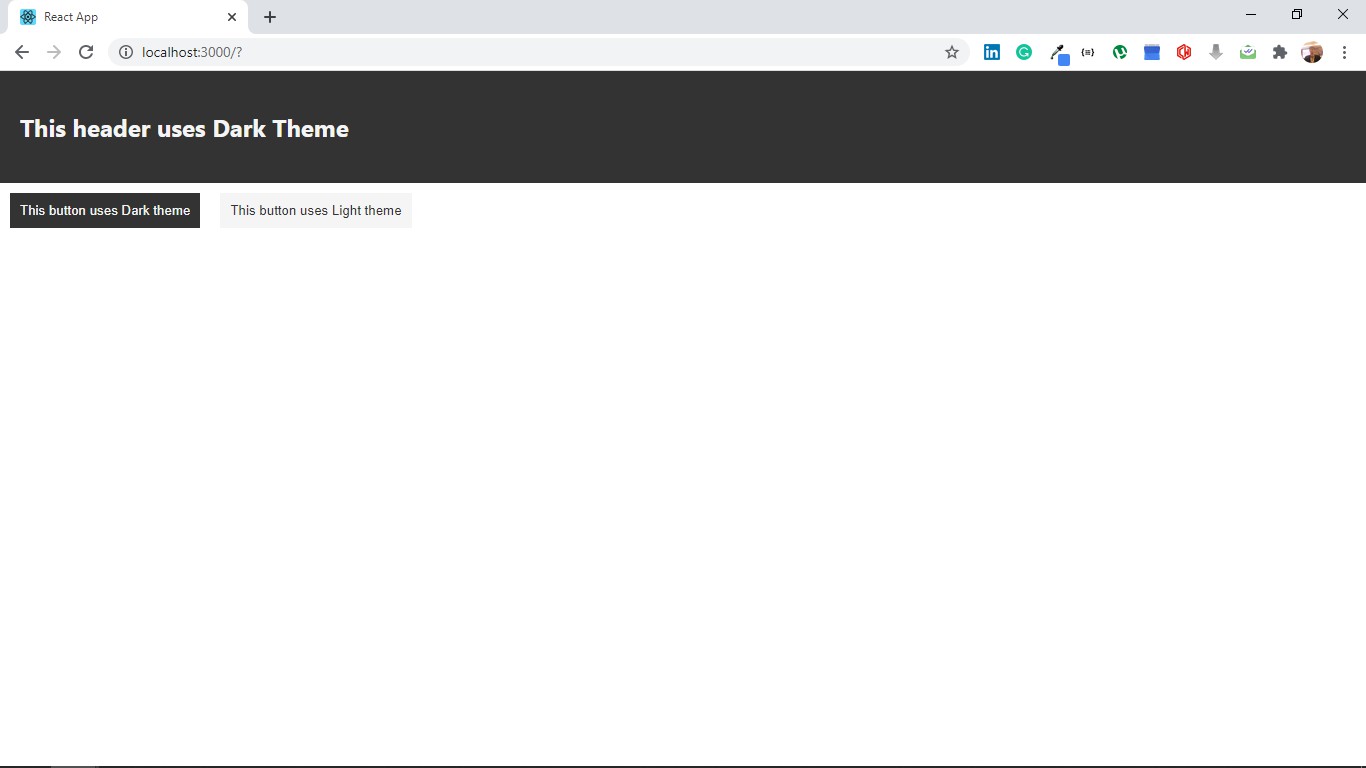 React App
localhost:3000/?
This header uses Dark Theme
This button uses Dark theme
This button uses Light theme